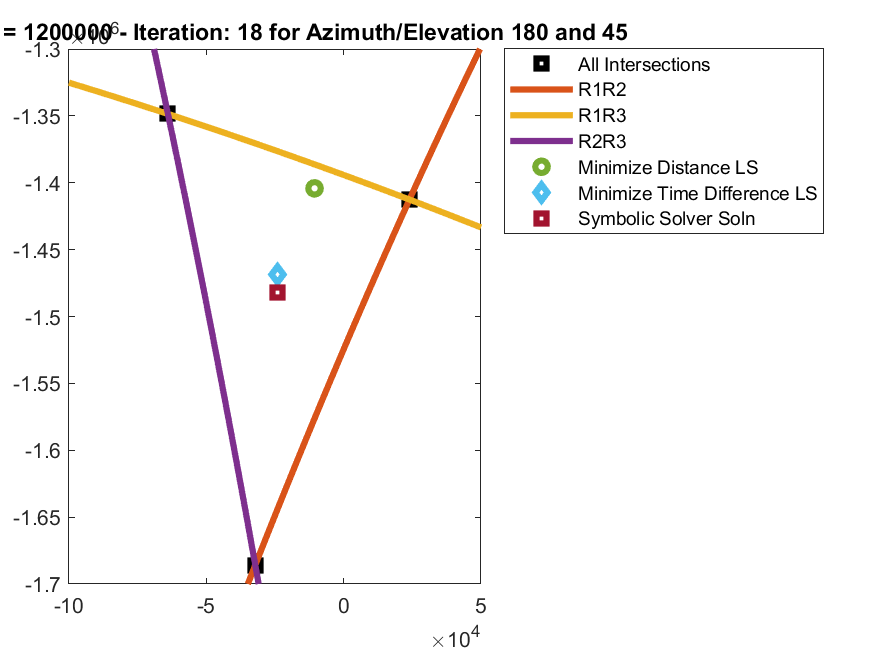 = 1200000 - Iteration: 18 for Azimuth/Elevation 180 and 45
×10^6
-1.3
-1.35
-1.4
-1.45
-1.5
-1.55
-1.6
-1.65
-1.7
-10
-5
0
5
×10^4
All Intersections
R1R2
R1R3
R2R3
Minimize Distance LS
Minimize Time Difference LS
Symbolic Solver Soln